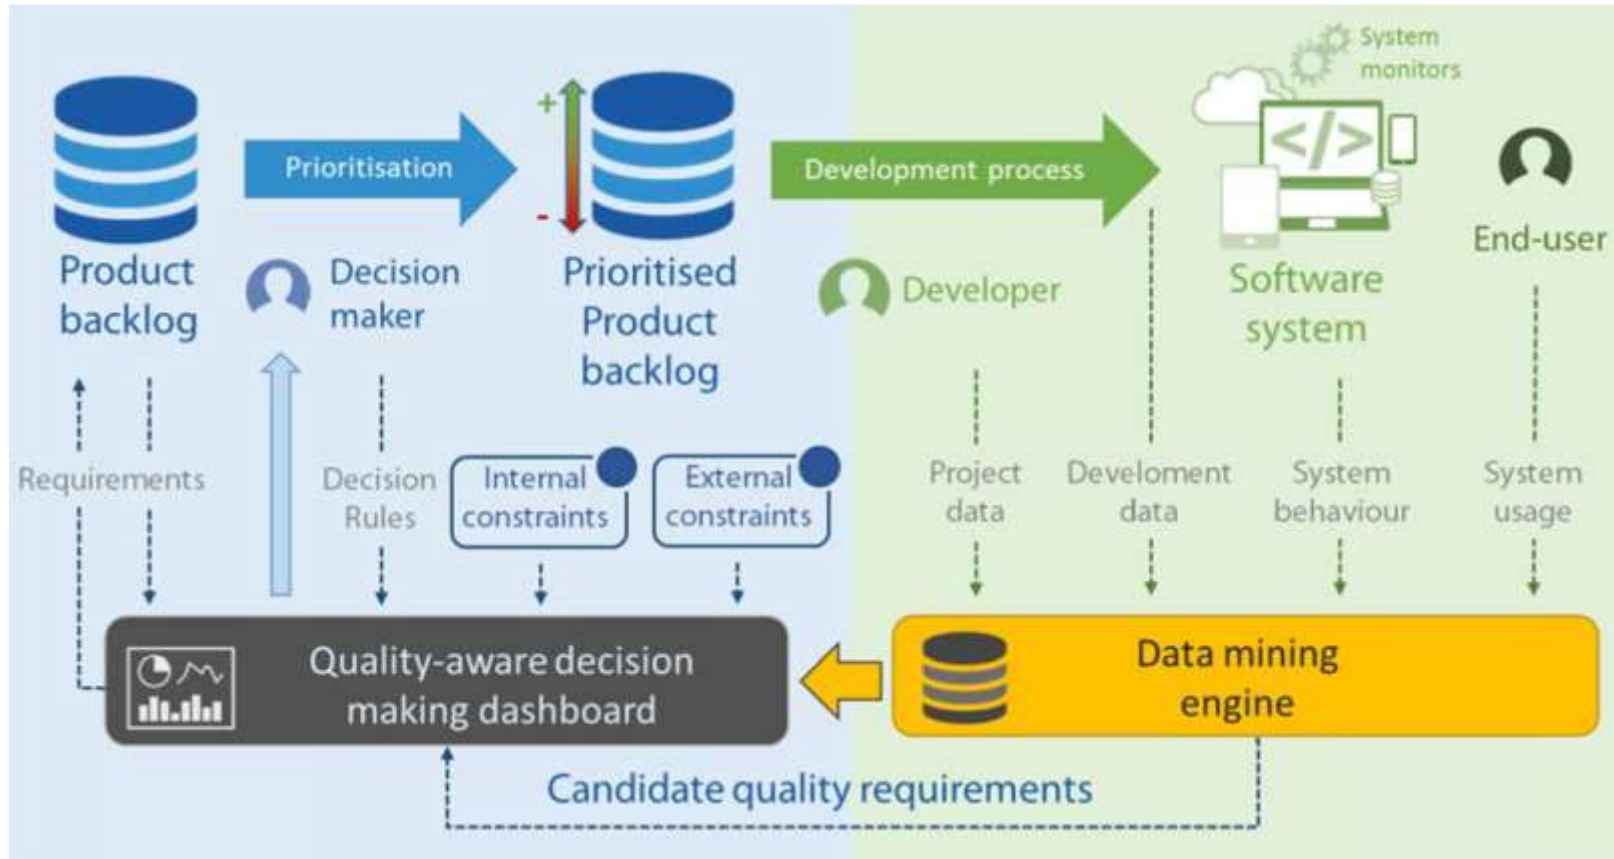 System
monitors
Prioritisation
+
-
Development process
</>
End-user
Product
backlog
Decision
maker
Prioritised
Product
backlog
Developer
Software
system
Requirements
Decision
Rules
Internal
constraints
External
constraints
Project
data
Develoment
data
System
behaviour
System
usage
Quality-aware decision
making dashboard
Data mining
engine
Candidate quality requirements